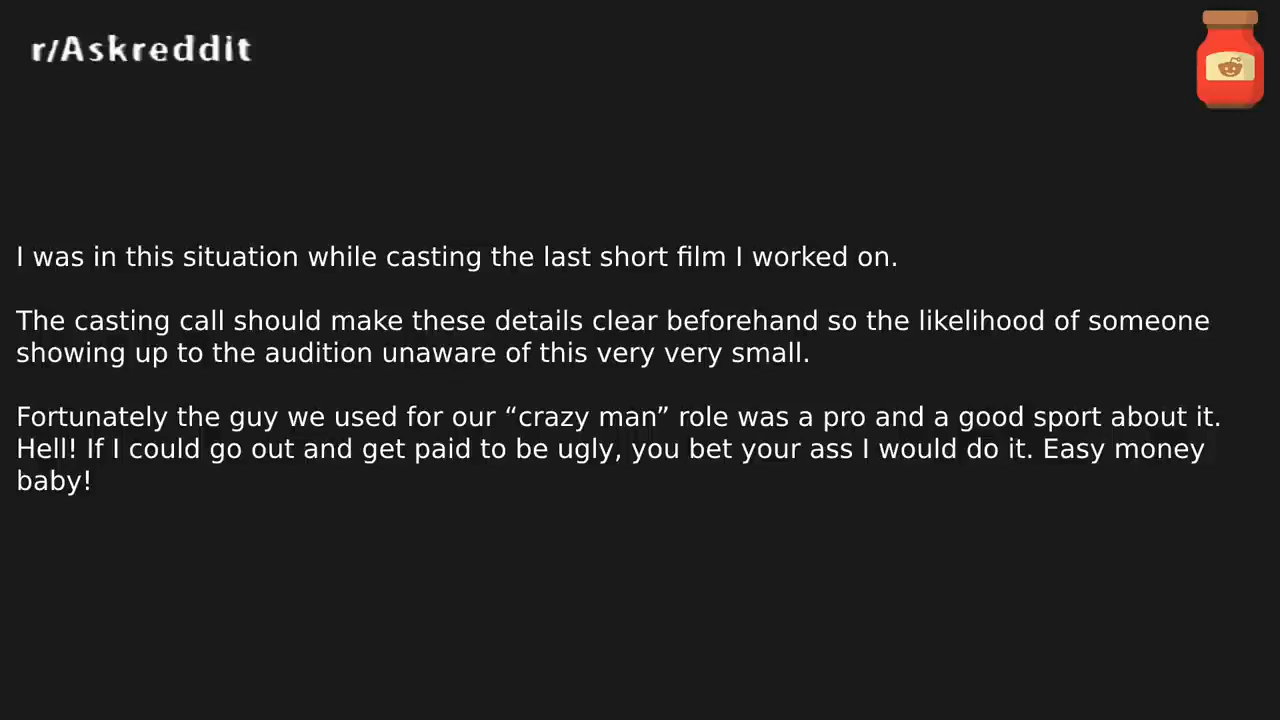 r/Askreddit
I was in this situation while casting the last short film I worked on.
The casting call should make these details clear beforehand so the likelihood of someone
showing up to the audition unaware of this very very small.
Fortunately the guy we used for our “crazy man” role was a pro and a good sport about it.
Hell! If I could go out and get paid to be ugly, you bet your ass I would do it. Easy money
baby!